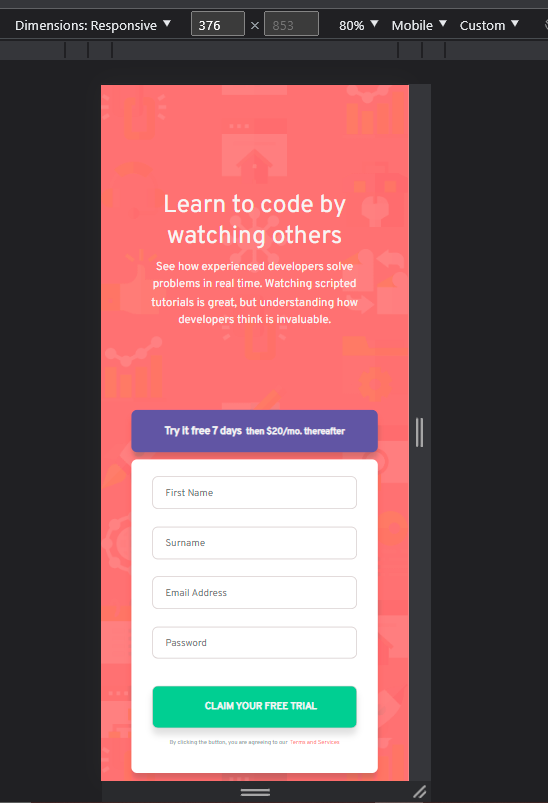 Dimensions: Responsive ▼ 376 × 853 80% ▼ Mobile ▼ Custom ▼
Learn to code by
watching others
See how experienced developers solve
problems in real time. Watching scripted
tutorials is great, but understanding how
developers think is invaluable.
Try it free 7 days then $20/mo. thereafter
First Name
Surname
Email Address
Password
CLAIM YOUR FREE TRIAL
By clicking the button, you are agreeing to our Terms and Services